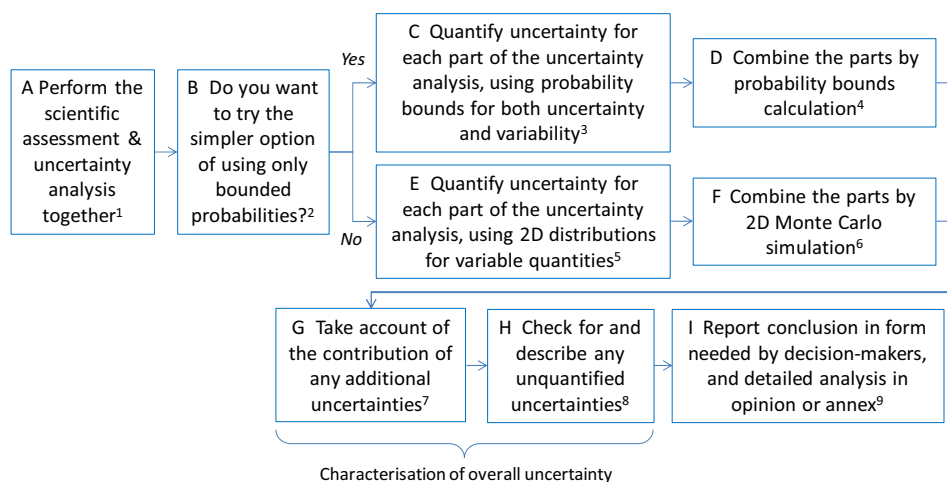 A Perform the
scientific
assessment &
uncertainty
analysis
together1
B Do you want
to try the
simpler option
of using only
bounded
probabilities?2
Yes
C Quantify uncertainty for
each part of the uncertainty
analysis, using probability
bounds for both uncertainty
and variability3
D Combine the parts by
probability bounds
calculation4
No
E Quantify uncertainty for
each part of the uncertainty
analysis, using 2D distributions
for variable quantities5
F Combine the parts by
2D Monte Carlo
simulation6
G Take account of
the contribution of
any additional
uncertainties7
H Check for and
describe any
unquantified
uncertainties8
I Report conclusion in form
needed by decision-makers,
and detailed analysis in
opinion or annex9
Characterisation of overall uncertainty